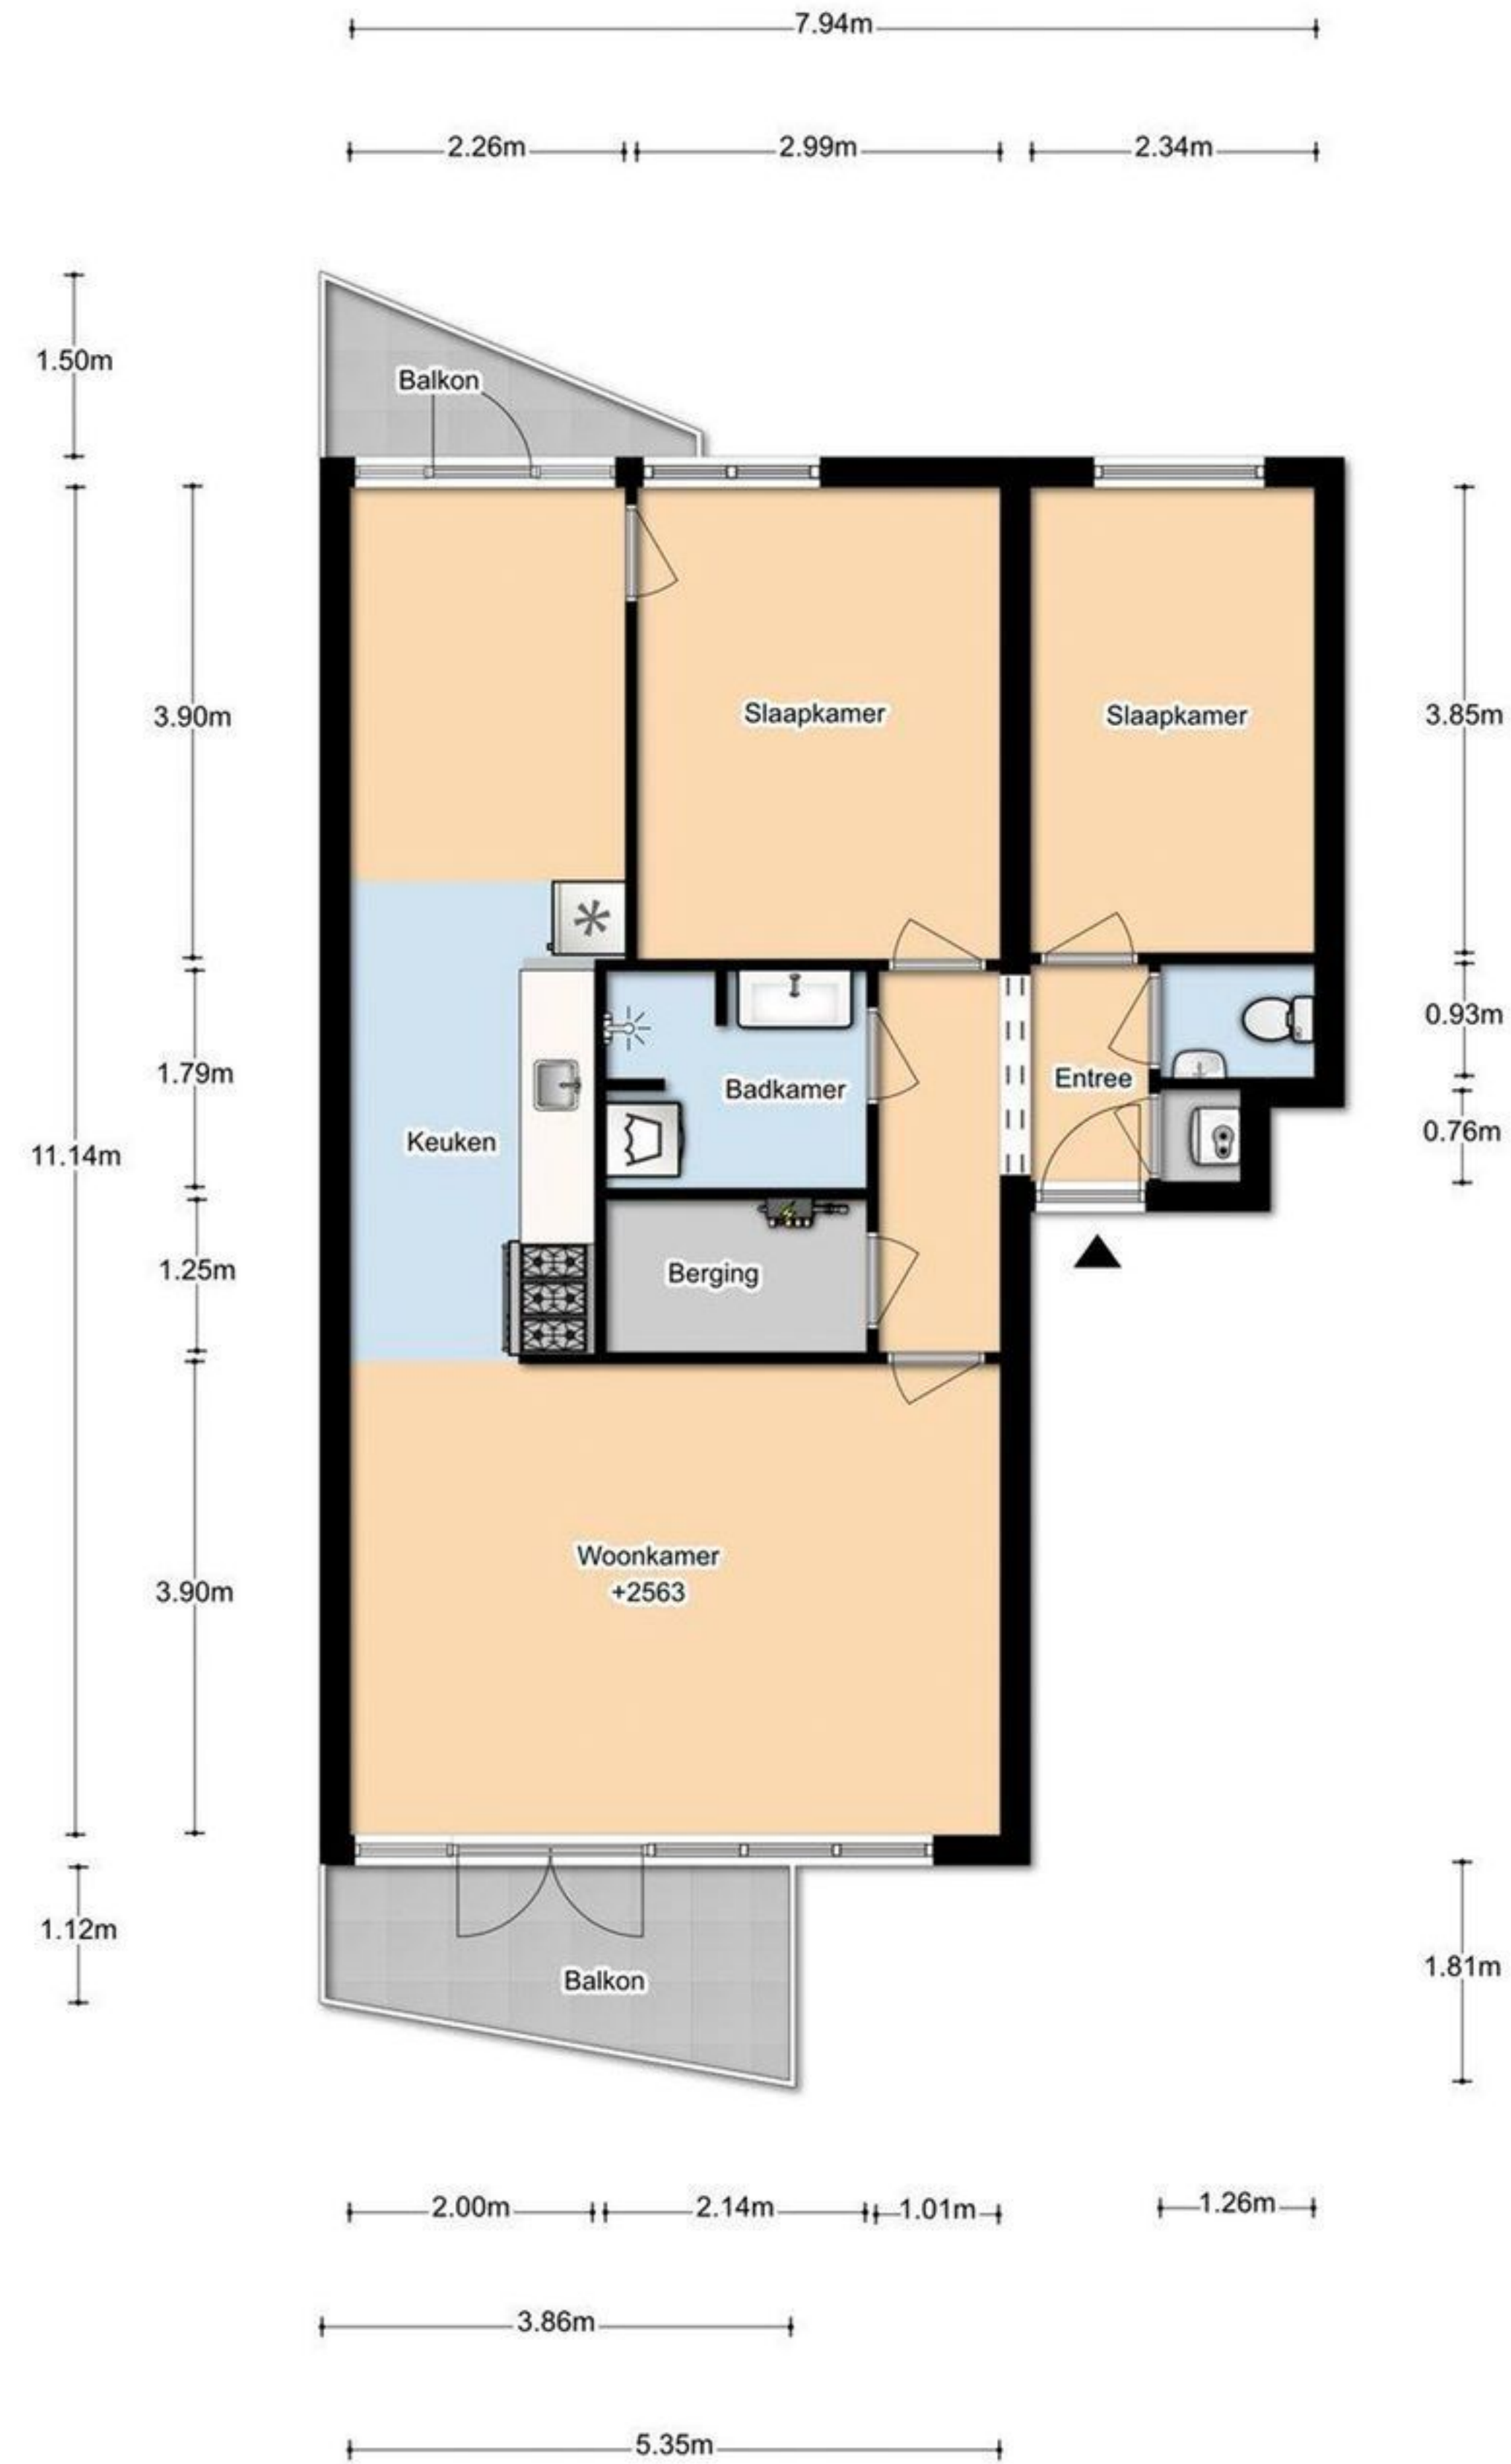 7.94m
2.26m
2.99m
2.34m
1.50m
Balkon
3.90m
Slaapkamer
Slaapkamer
3.85m
0.93m
1.79m
Entree
Badkamer
Keuken
11.14m
0.76m
1.25m
Berging
Woonkamer
+2563
3.90m
1.12m
Balkon
1.81m
2.00m
2.14m
1.01m
1.26m
3.86m
5.35m